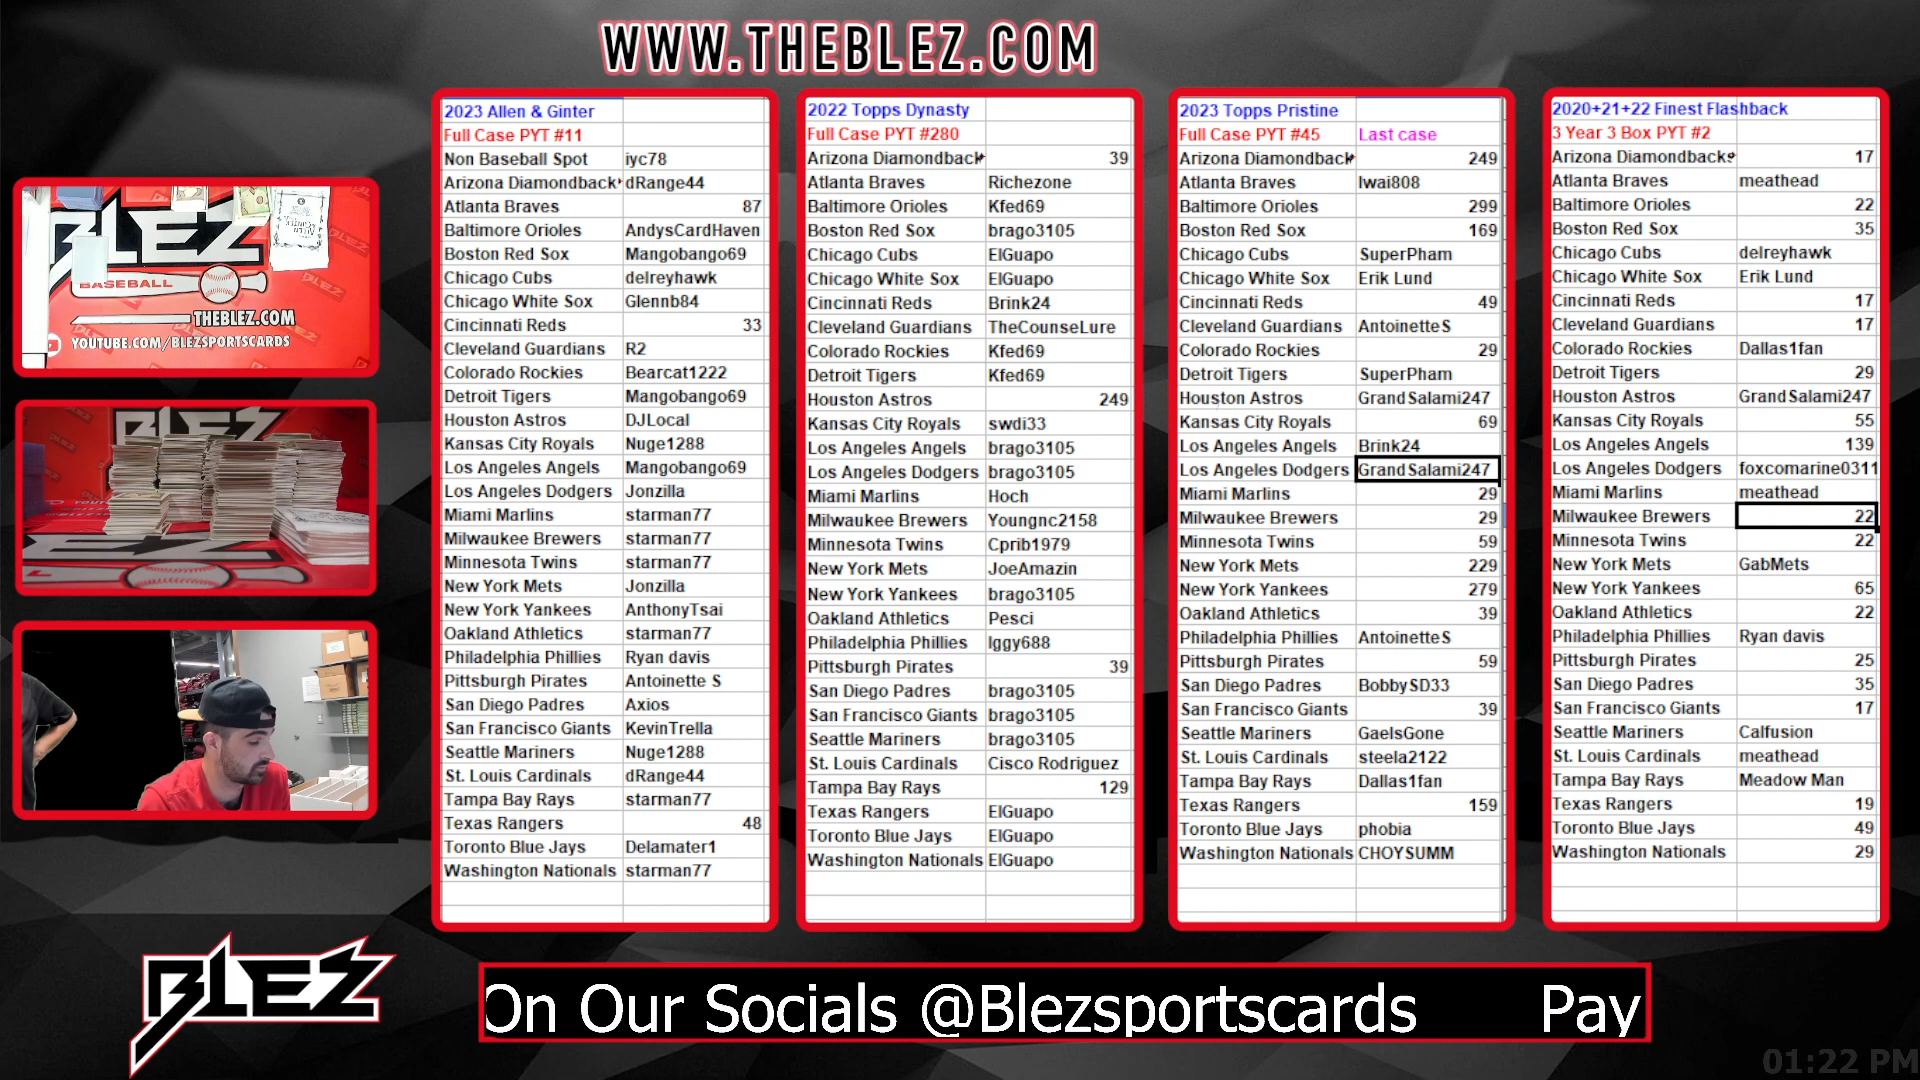 WWW.THEBLEZ.COM
BLEZ
BASEBALL
THEBLEZ.COM
YOUTUBE.COM/BLEZSPORTSCARDS
BLEZ
2023 Allen & Ginter
Full Case PYT #11
Non Baseball Spot iyc78
Arizona Diamondback dRange44
Atlanta Braves 87
Baltimore Orioles AndysCardHaven
Boston Red Sox Mangobango69
Chicago Cubs delreyhawk
Chicago White Sox Glennb84
Cincinnati Reds 33
Cleveland Guardians R2
Colorado Rockies Bearcat1222
Detroit Tigers Mangobango69
Houston Astros DJLocal
Kansas City Royals Nuge1288
Los Angeles Angels Mangobango69
Los Angeles Dodgers Jonzilla
Miami Marlins starman77
Milwaukee Brewers starman77
Minnesota Twins starman77
New York Mets Jonzilla
New York Yankees AnthonyTsai
Oakland Athletics starman77
Philadelphia Phillies Ryan davis
Pittsburgh Pirates Antoinette S
San Diego Padres Axios
San Francisco Giants KevinTrella
Seattle Mariners Nuge1288
St. Louis Cardinals dRange44
Tampa Bay Rays starman77
Texas Rangers 48
Toronto Blue Jays Delamater1
Washington Nationals starman77
2022 Topps Dynasty
Full Case PYT #280
Arizona Diamondback 39
Atlanta Braves Richezone
Baltimore Orioles Kfed69
Boston Red Sox brago3105
Chicago Cubs ElGuapo
Chicago White Sox ElGuapo
Cincinnati Reds Brink24
Cleveland Guardians TheCounseLure
Colorado Rockies Kfed69
Detroit Tigers Kfed69
Houston Astros 249
Kansas City Royals swdi33
Los Angeles Angels brago3105
Los Angeles Dodgers brago3105
Miami Marlins Hoch
Milwaukee Brewers Youngnc2158
Minnesota Twins Cprib1979
New York Mets JoeAmazin
New York Yankees brago3105
Oakland Athletics Pesci
Philadelphia Phillies Iggy688
Pittsburgh Pirates 39
San Diego Padres brago3105
San Francisco Giants brago3105
Seattle Mariners brago3105
St. Louis Cardinals Cisco Rodriguez
Tampa Bay Rays 129
Texas Rangers ElGuapo
Toronto Blue Jays ElGuapo
Washington Nationals ElGuapo
2023 Topps Pristine
Full Case PYT #45 Last case
Arizona Diamondback 249
Atlanta Braves lwai808
Baltimore Orioles 299
Boston Red Sox 169
Chicago Cubs SuperPham
Chicago White Sox Erik Lund
Cincinnati Reds 49
Cleveland Guardians Antoinette S
Colorado Rockies 29
Detroit Tigers SuperPham
Houston Astros GrandSalami247
Kansas City Royals 69
Los Angeles Angels Brink24
Los Angeles Dodgers GrandSalami247
Miami Marlins 29
Milwaukee Brewers 29
Minnesota Twins 59
New York Mets 229
New York Yankees 279
Oakland Athletics 39
Philadelphia Phillies Antoinette S
Pittsburgh Pirates 59
San Diego Padres BobbySD33
San Francisco Giants 39
Seattle Mariners GaelsGone
St. Louis Cardinals steela2122
Tampa Bay Rays Dallas1fan
Texas Rangers 159
Toronto Blue Jays phobia
Washington Nationals CHOYSUMM
2020+21+22 Finest Flashback
3 Year 3 Box PYT #2
Arizona Diamondbacks 17
Atlanta Braves meathead
Baltimore Orioles 22
Boston Red Sox 35
Chicago Cubs delreyhawk
Chicago White Sox Erik Lund
Cincinnati Reds 17
Cleveland Guardians 17
Colorado Rockies Dallas1fan
Detroit Tigers 29
Houston Astros GrandSalami247
Kansas City Royals 55
Los Angeles Angels 139
Los Angeles Dodgers foxcomarine0311
Miami Marlins meathead
Milwaukee Brewers 22
Minnesota Twins 22
New York Mets GabMets
New York Yankees 65
Oakland Athletics 22
Philadelphia Phillies Ryan davis
Pittsburgh Pirates 25
San Diego Padres 35
San Francisco Giants 17
Seattle Mariners Calfusion
St. Louis Cardinals meathead
Tampa Bay Rays Meadow Man
Texas Rangers 19
Toronto Blue Jays 49
Washington Nationals 29
BLEZ
On Our Socials @Blezsportscards Pay
01:22 PM